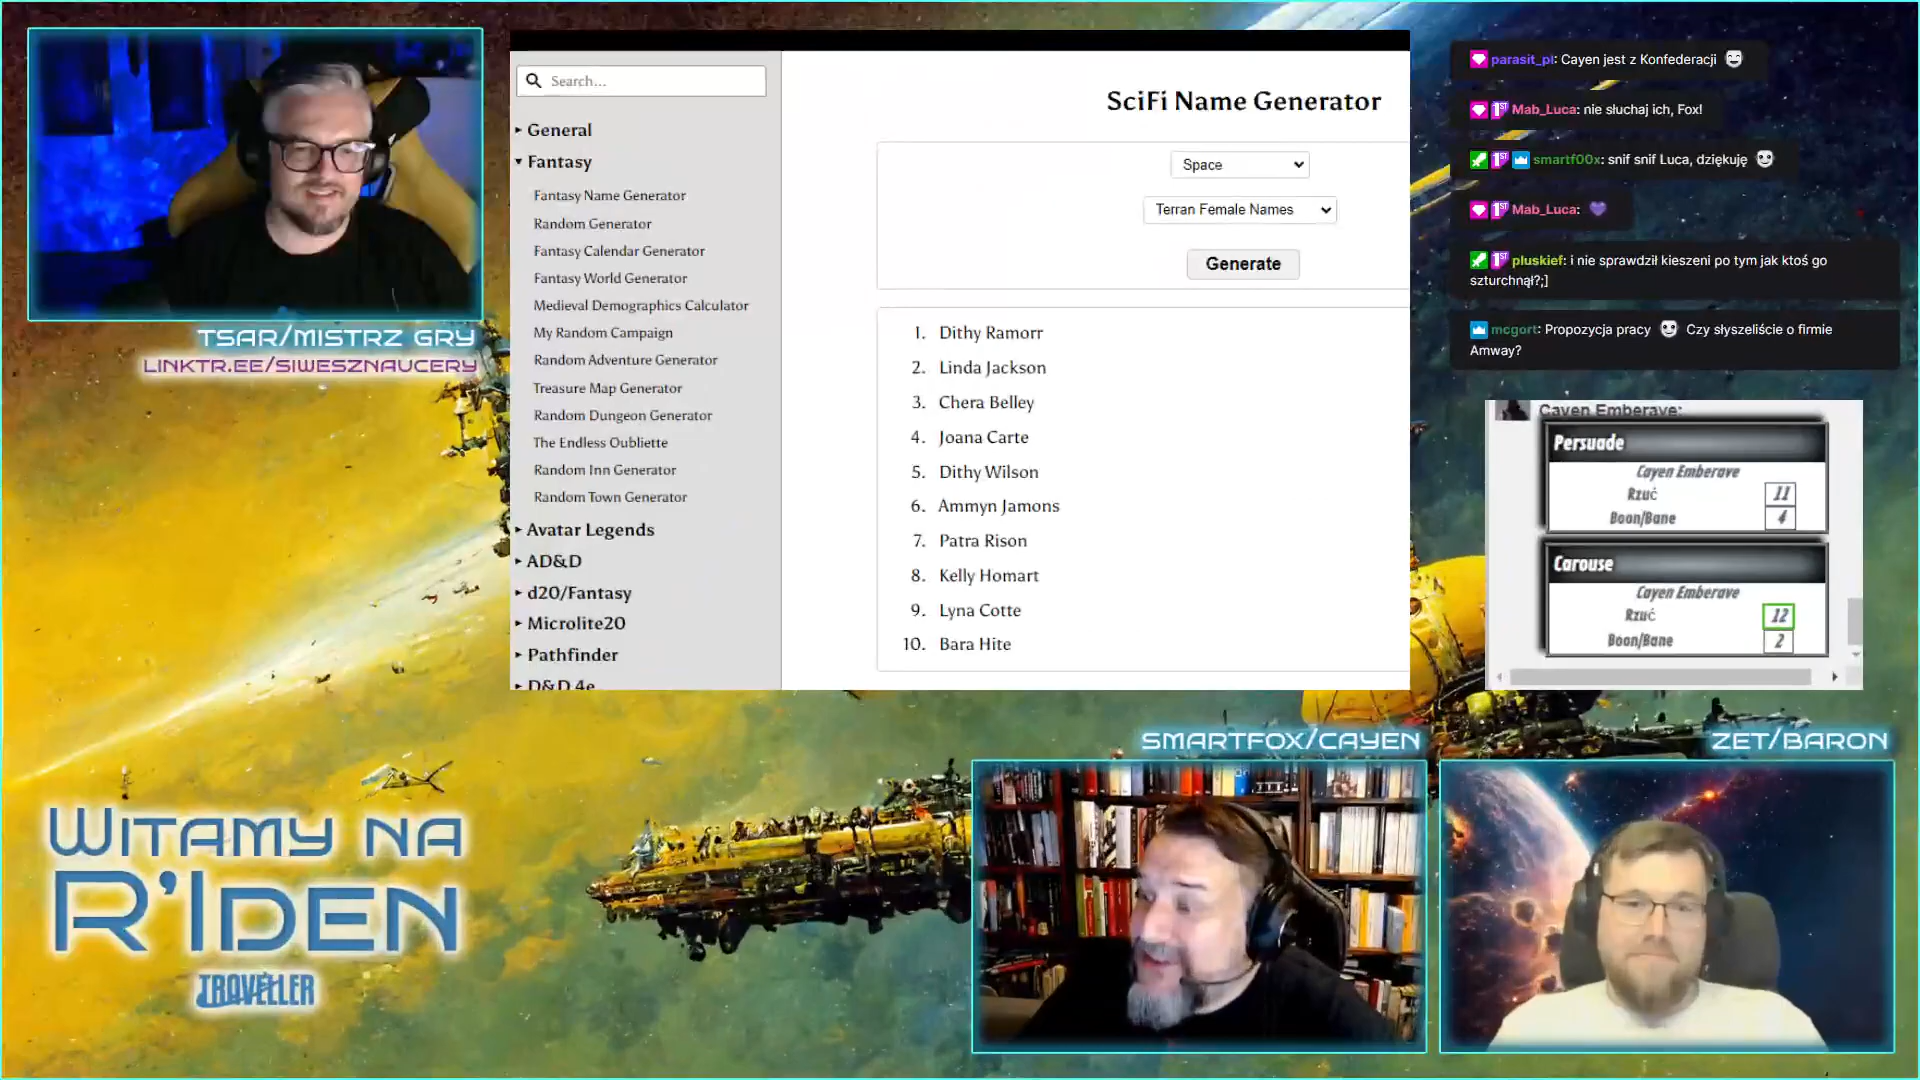 TSAR/MISTRZ GRY
LINKTR.EE/SIWESZNAUCERY
Search...
General
Fantasy
Fantasy Name Generator
Random Generator
Fantasy Calendar Generator
Fantasy World Generator
Medieval Demographics Calculator
My Random Campaign
Random Adventure Generator
Treasure Map Generator
Random Dungeon Generator
The Endless Oubliette
Random Inn Generator
Random Town Generator
Avatar Legends
AD&D
d20/Fantasy
Microlite20
Pathfinder
D&D 4e
SciFi Name Generator
Space
Terran Female Names
Generate
1. Dithy Ramorr
2. Linda Jackson
3. Chera Belley
4. Joana Carte
5. Dithy Wilson
6. Ammyn Jamons
7. Patra Rison
8. Kelly Homart
9. Lyna Cotte
10. Bara Hite
parasit_pl: Cayen jest z Konfederacji
1ST Mab_Luca: nie słuchaj ich, Fox!
1ST smartf00x: snif snif Luca, dziękuję
1ST Mab_Luca:
1ST pluskief: i nie sprawdził kieszeni po tym jak ktoś go
szturchnął?;]
mcgort: Propozycja pracy Czy słyszeliście o firmie
Amway?
Cayen Emberave:
Persuade
Cayen Emberave
Rzuć 11
Boon/Bane 4
Carouse
Cayen Emberave
Rzuć 12
Boon/Bane 2
SMARTFOX/CAYEN
ZET/BARON
WITAMY NA
R'IDEN
TRAVELLER